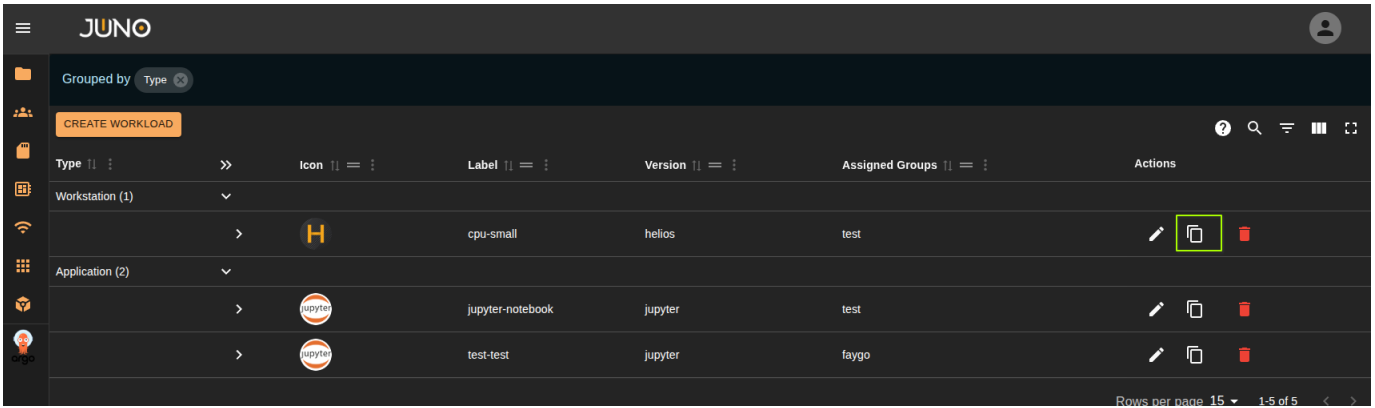 JUNO
Grouped by Type
CREATE WORKLOAD
Type Icon Label Version Assigned Groups Actions
Workstation (1)
H cpu-small helios test
Application (2)
jupyter jupyter-notebook jupyter test
jupyter test-test jupyter faygo
argo
Rows per page 15 1-5 of 5